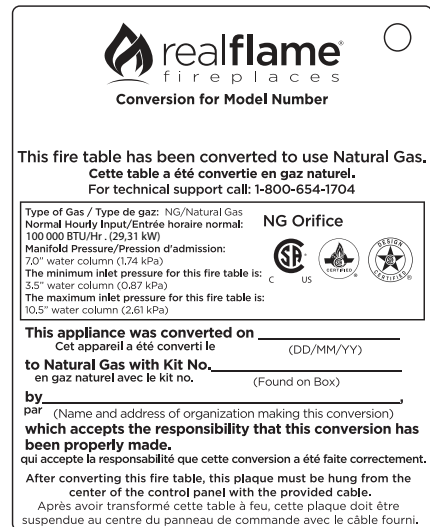 realflame®
fireplaces
Conversion for Model Number
This fire table has been converted to use Natural Gas.
Cette table a été convertie en gaz naturel.
For technical support call: 1-800-654-1704
Type of Gas / Type de gaz: NG/Natural Gas
Normal Hourly Input/Entrée horaire normal:
100 000 BTU/Hr . (29,31 kW)
Manifold Pressure/Pression d'admission:
7.0" water column (1.74 kPa)
The minimum inlet pressure for this fire table is:
3.5" water column (0.87 kPa)
The maximum inlet pressure for this fire table is:
10.5" water column (2.61 kPa)
NG Orifice
SA
C US
CERTIFIED ®
DESIGN CERTIFIED ®
This appliance was converted on
Cet appareil a été converti le (DD/MM/YY)
to Natural Gas with Kit No.
en gaz naturel avec le kit no. (Found on Box)
by ,
par (Name and address of organization making this conversion)
which accepts the responsibility that this conversion has
been properly made.
qui accepte la responsabilité que cette conversion a été faite correctement.
After converting this fire table, this plaque must be hung from the
center of the control panel with the provided cable.
Après avoir transformé cette table à feu, cette plaque doit être
suspendue au centre du panneau de commande avec le câble fourni.